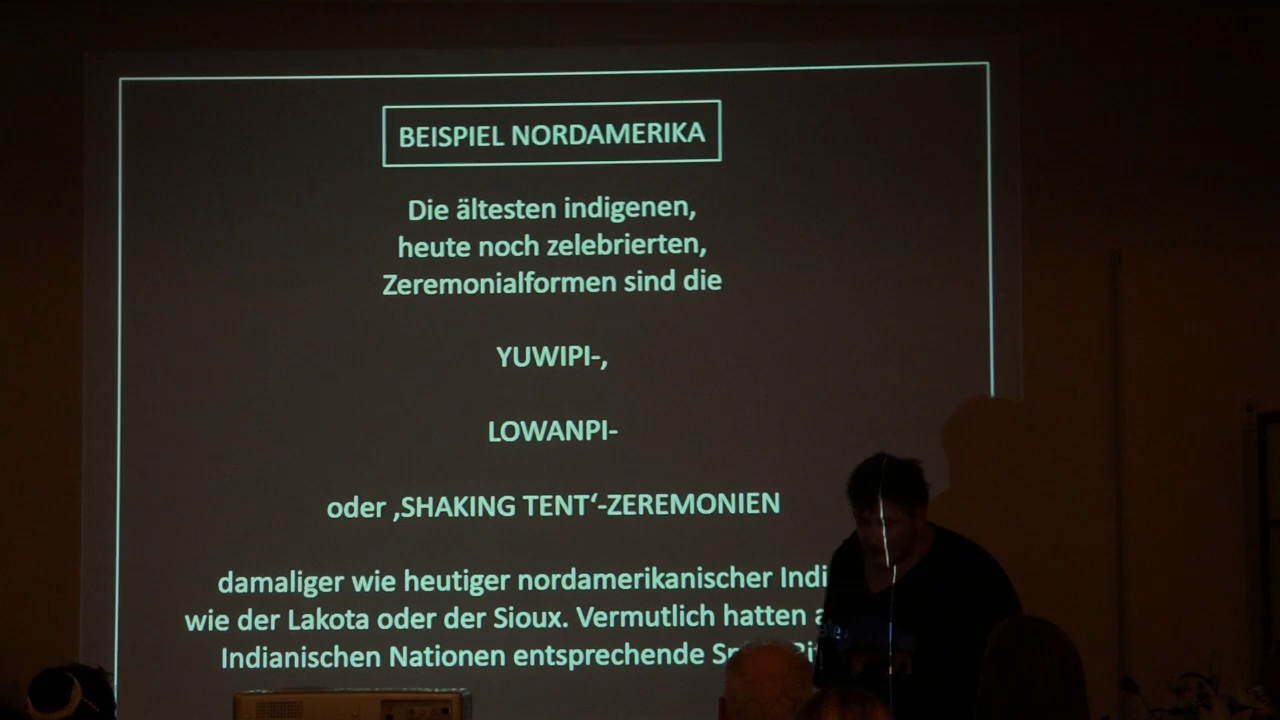 BEISPIEL NORDAMERIKA
Die ältesten indigenen,
heute noch zelebrierten,
Zeremonialformen sind die
YUWIPI-,
LOWANPI-
oder ‚SHAKING TENT‘-ZEREMONIEN
damaliger wie heutiger nordamerikanischer
wie der Lakota oder der Sioux. Vermutlich hatten
Indianischen Nationen entsprechende